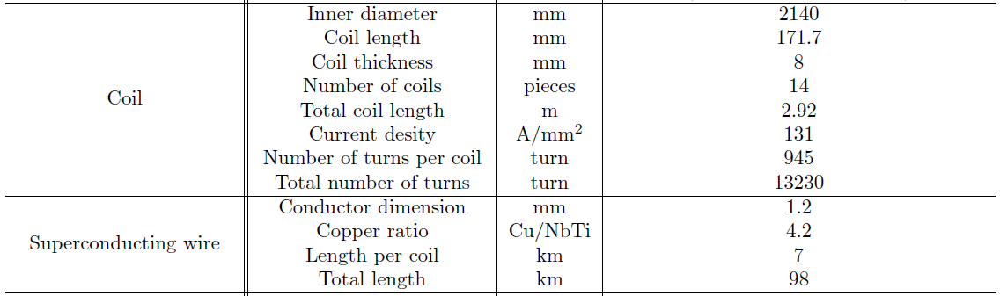 Inner diameter mm 2140
Coil length mm 171.7
Coil thickness mm 8
Number of coils pieces 14
Coil
Total coil length m 2.92
Current desity A/mm² 131
Number of turns per coil turn 945
Total number of turns turn 13230
Conductor dimension mm 1.2
Copper ratio Cu/NbTi 4.2
Superconducting wire
Length per coil km 7
Total length km 98